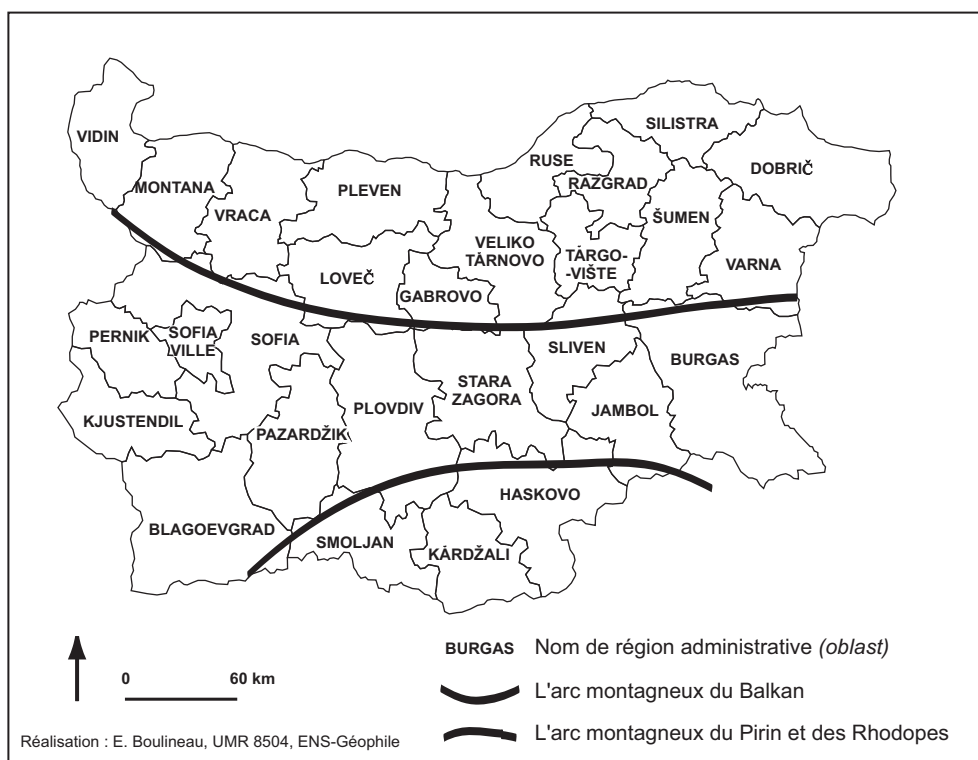 VIDIN
MONTANA
VRACA
PLEVEN
RUSE
SILISTRA
RAZGRAD
DOBRIČ
ŠUMEN
VARNA
VELIKO
TĂRNOVO
TĂRGO-
-VIŠTE
LOVEČ
GABROVO
PERNIK
SOFIA
VILLE
SOFIA
SLIVEN
BURGAS
STARA
ZAGORA
PLOVDIV
JAMBOL
KJUSTENDIL
PAZARDŽIK
HASKOVO
BLAGOEVGRAD
SMOLJAN
KĂRDŽALI
0 60 km
BURGAS Nom de région administrative (oblast)
L'arc montagneux du Balkan
L'arc montagneux du Pirin et des Rhodopes
Réalisation : E. Boulineau, UMR 8504, ENS-Géophile